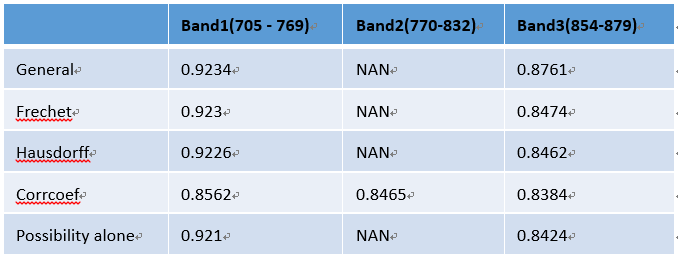 Band1(705 - 769) Band2(770-832) Band3(854-879)
General 0.9234 NAN 0.8761
Frechet 0.923 NAN 0.8474
Hausdorff 0.9226 NAN 0.8462
Corrcoef 0.8562 0.8465 0.8384
Possibility alone 0.921 NAN 0.8424